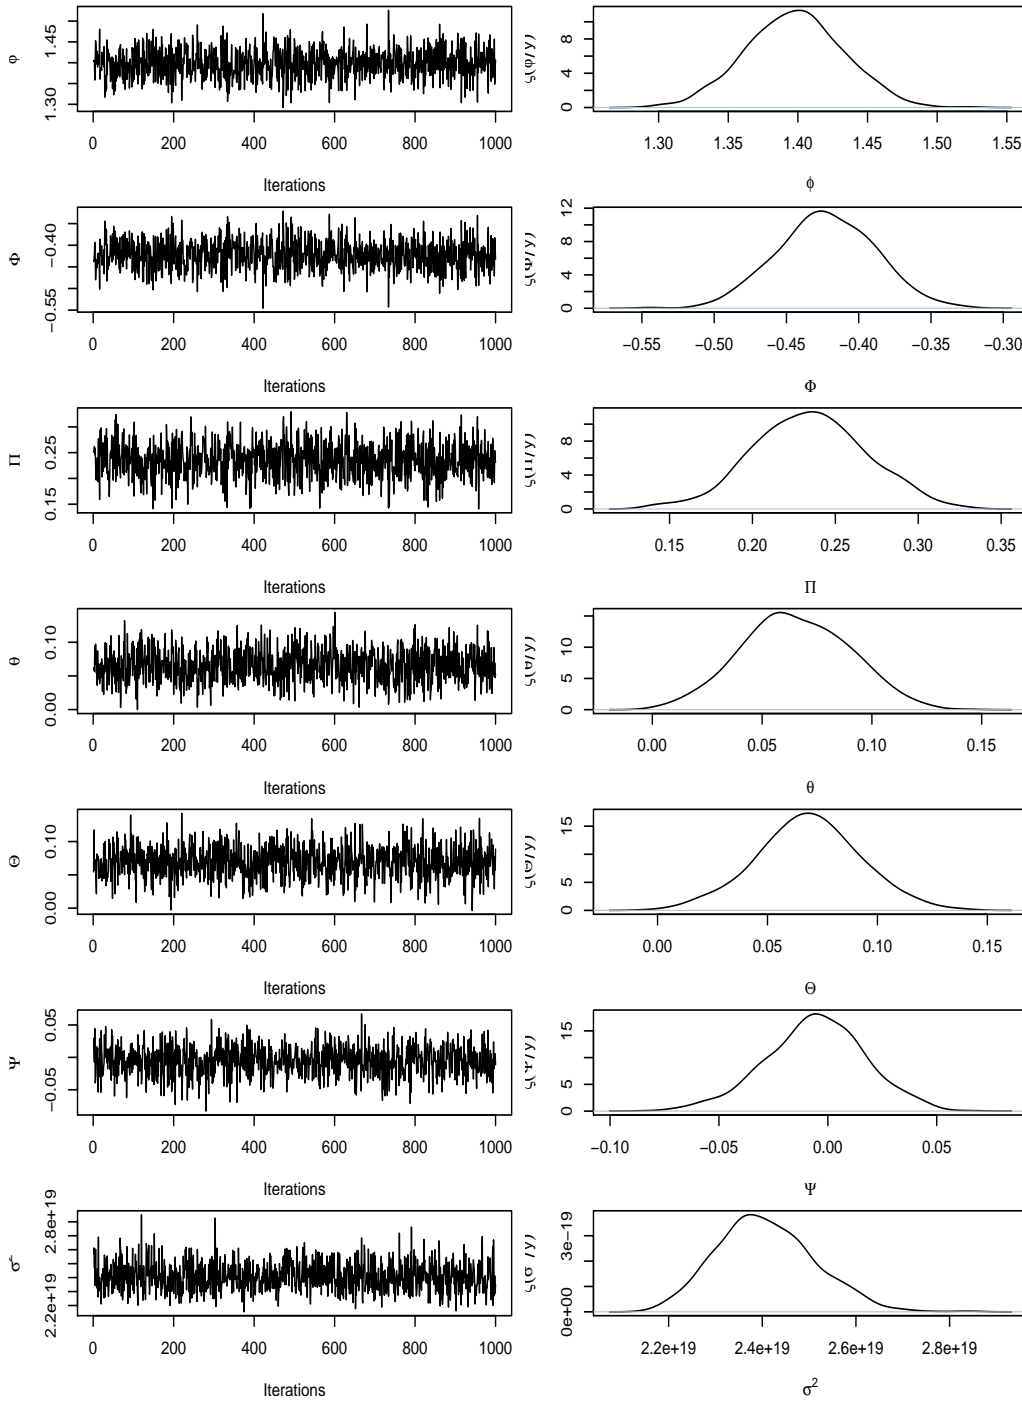 φ
1.30 1.45
0 200 400 600 800 1000
Iterations
0 4 8
1.30 1.35 1.40 1.45 1.50 1.55
ϕ
Φ
−0.55 −0.40
0 200 400 600 800 1000
Iterations
0 4 8 12
−0.55 −0.50 −0.45 −0.40 −0.35 −0.30
Φ
Π
0.15 0.25
0 200 400 600 800 1000
Iterations
0 4 8
0.15 0.20 0.25 0.30 0.35
Π
θ
0.00 0.10
0 200 400 600 800 1000
Iterations
0 5 10
0.00 0.05 0.10 0.15
θ
Θ
0.00 0.10
0 200 400 600 800 1000
Iterations
0 5 15
0.00 0.05 0.10 0.15
Θ
Ψ
−0.05 0.05
0 200 400 600 800 1000
Iterations
0 5 15
−0.10 −0.05 0.00 0.05
Ψ
σ²
2.2e+19 2.8e+19
0 200 400 600 800 1000
Iterations
0e+00 3e−19
2.2e+19 2.4e+19 2.6e+19 2.8e+19
σ²